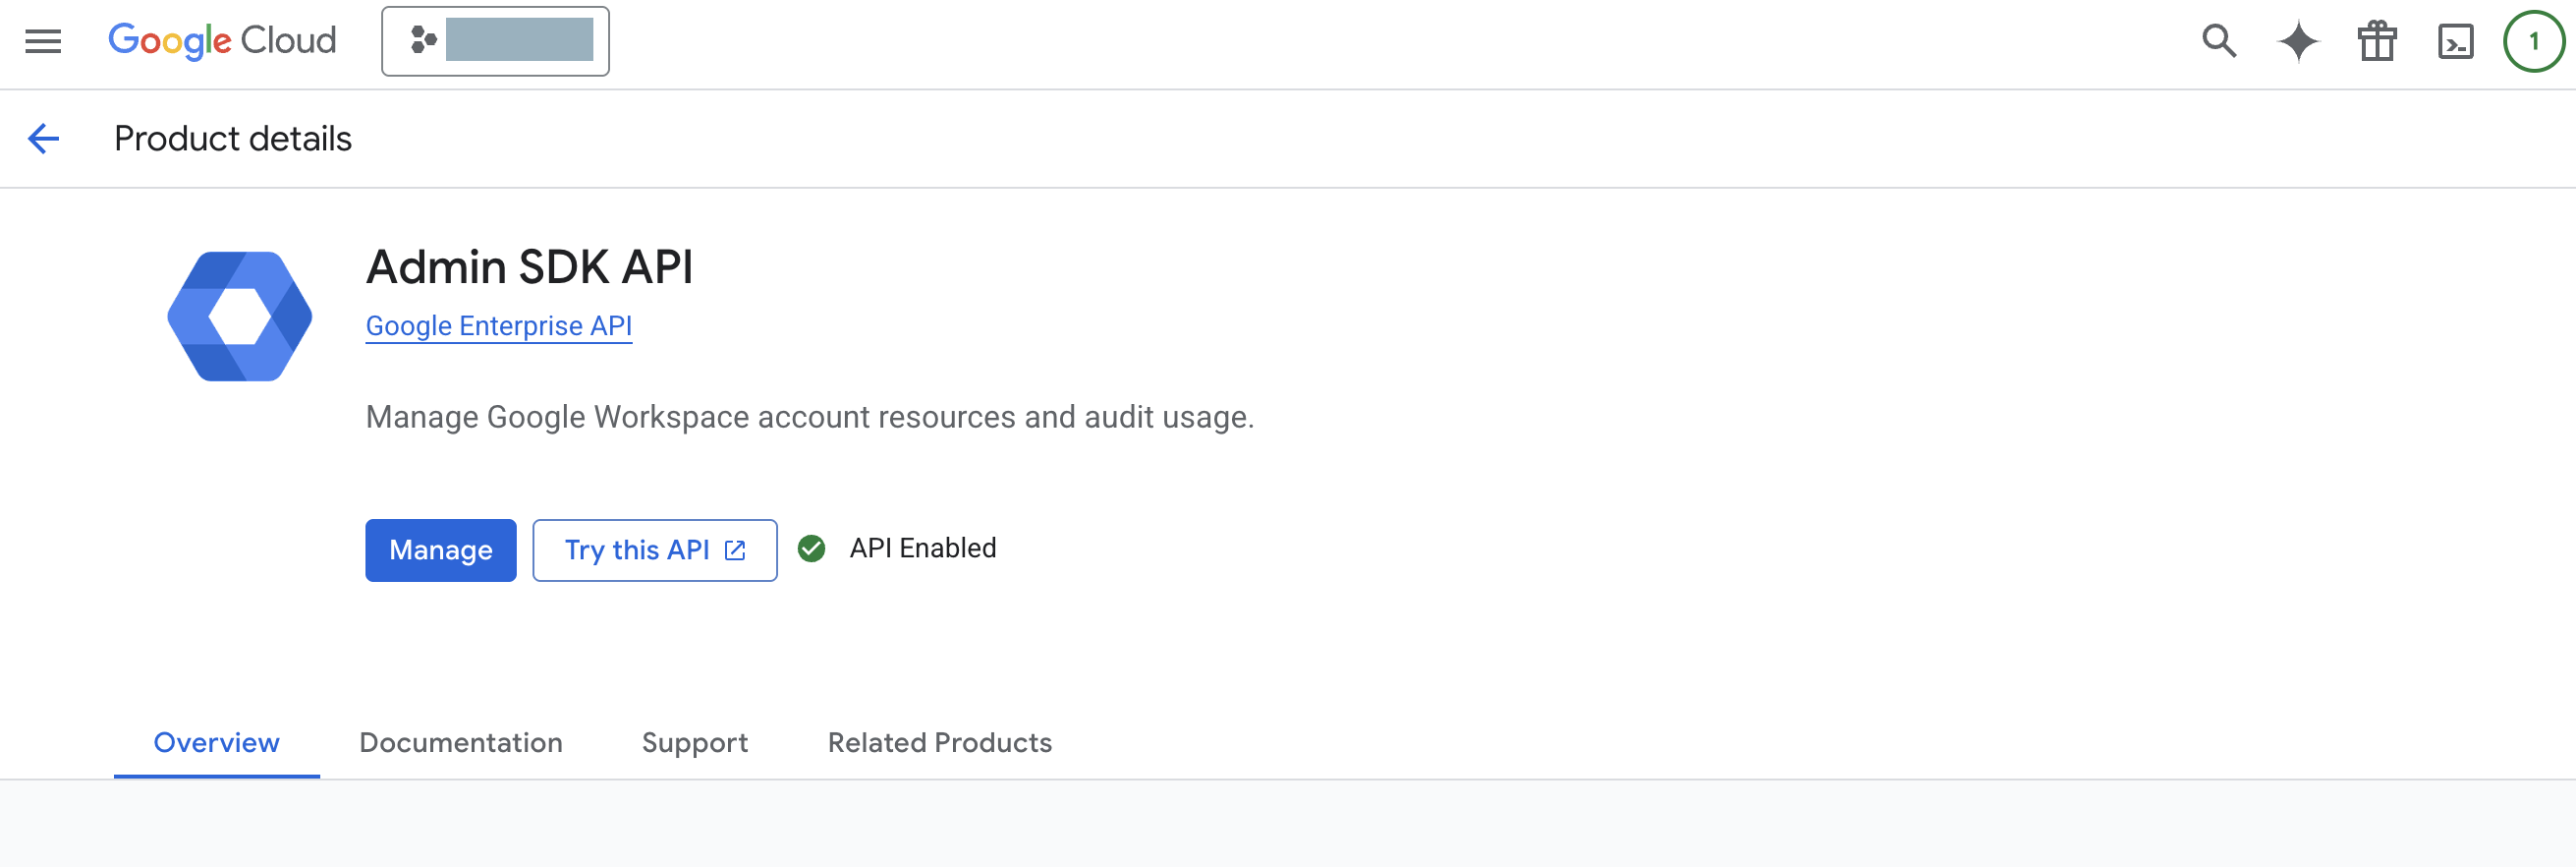 Google Cloud
1
Product details
Admin SDK API
Google Enterprise API
Manage Google Workspace account resources and audit usage.
Manage Try this API API Enabled
Overview Documentation Support Related Products